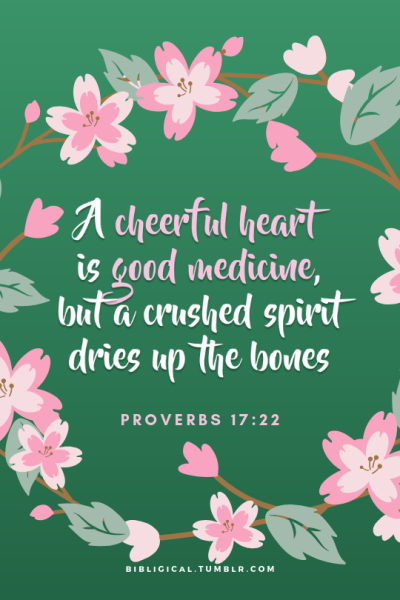 A cheerful heart
is good medicine,
but a crushed spirit
dries up the bones
PROVERBS 17:22
BIBLIGICAL.TUMBLR.COM